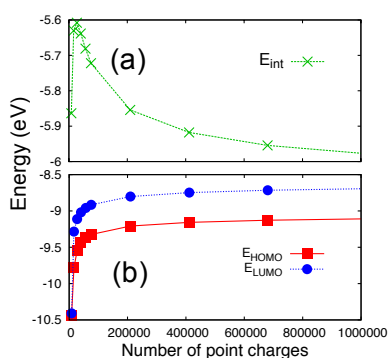 -5.6
-5.7
-5.8
-5.9
-6
(a)
E_int
Energy (eV)
-8.5
-9
-9.5
-10
-10.5
(b)
E_HOMO
E_LUMO
0
200000
400000
600000
800000
1000000
Number of point charges